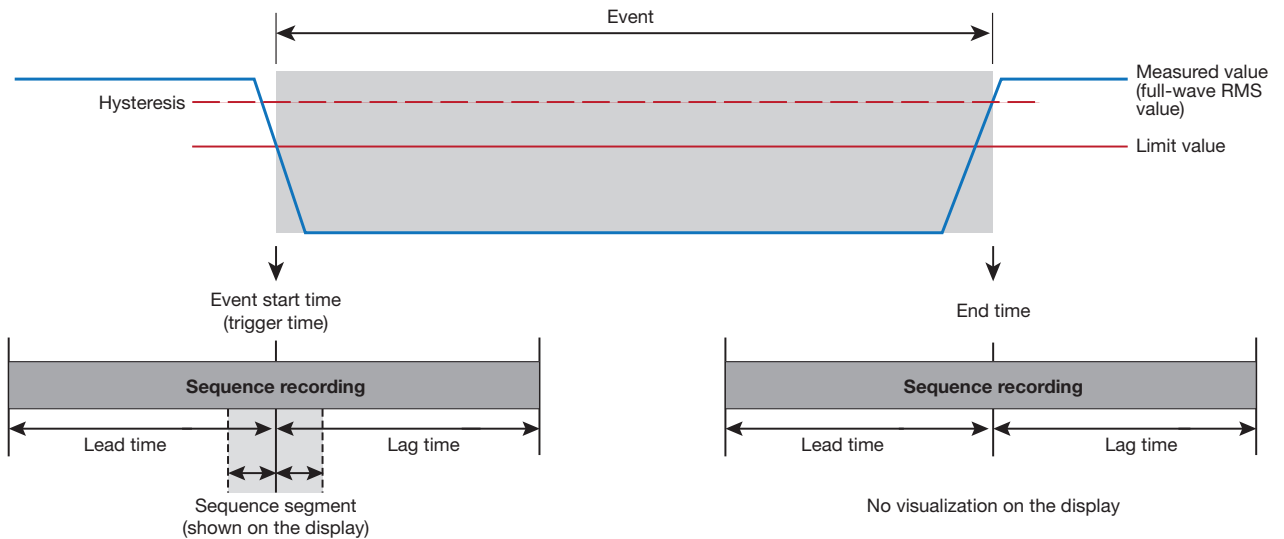 Event
Hysteresis
Measured value
(full-wave RMS
value)
Limit value
Event start time
(trigger time)
End time
Sequence recording
Sequence recording
Lead time
Lag time
Lead time
Lag time
Sequence segment
(shown on the display)
No visualization on the display